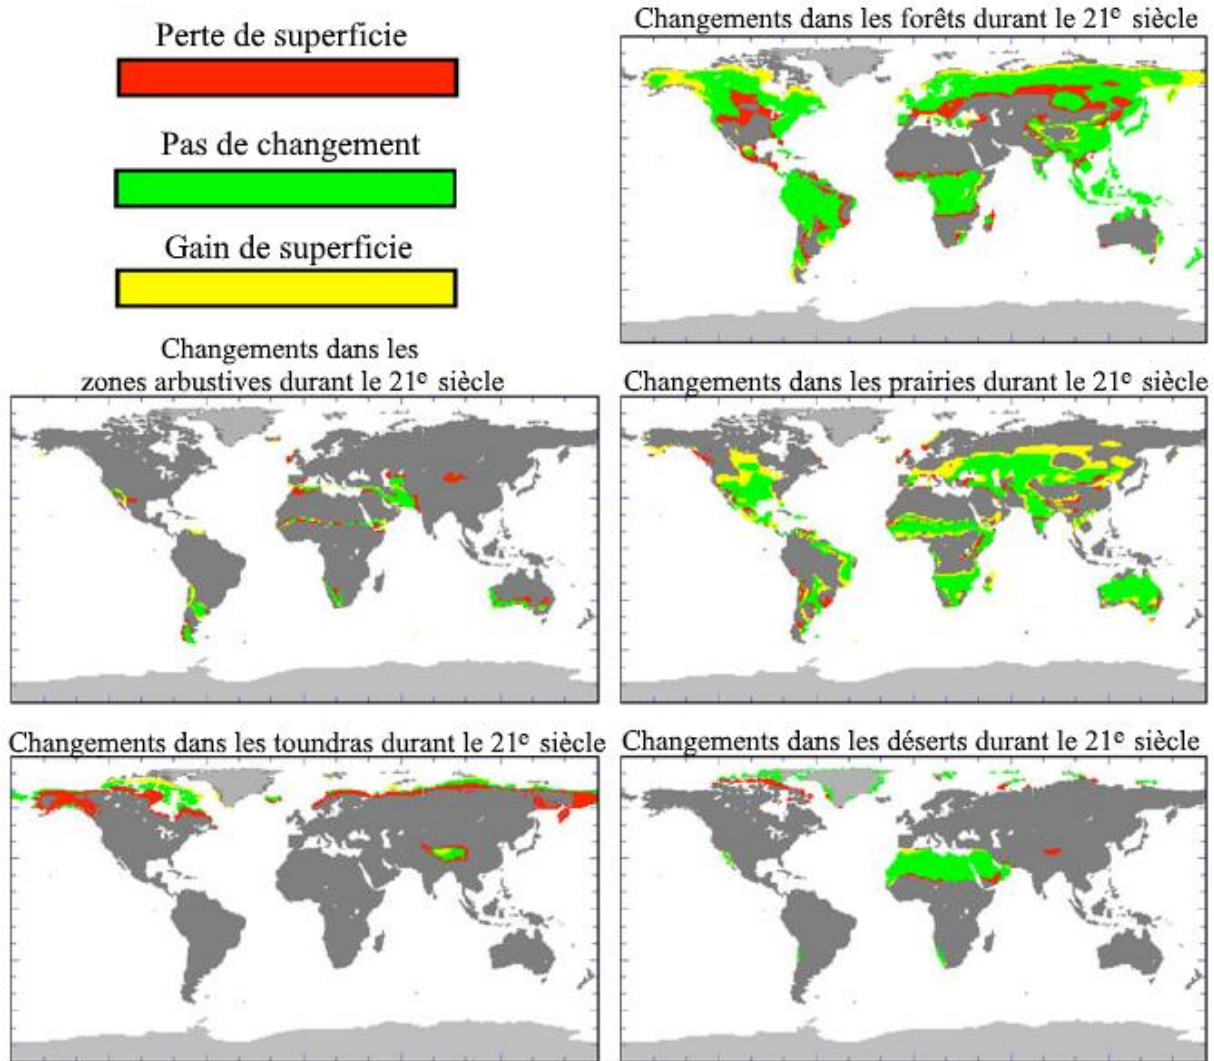 Perte de superficie
Pas de changement
Gain de superficie
Changements dans les forêts durant le 21e siècle
Changements dans les
zones arbustives durant le 21e siècle
Changements dans les prairies durant le 21e siècle
Changements dans les toundras durant le 21e siècle
Changements dans les déserts durant le 21e siècle